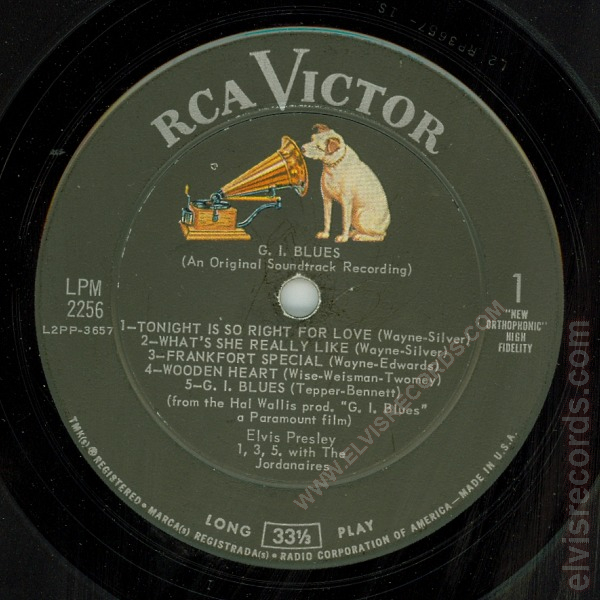 L2 PP3657-1S
RCA VICTOR
G. I. BLUES
(An Original Soundtrack Recording)
LPM
2256
L2PP-3657
1
"NEW
ORTHOPHONIC"
HIGH
FIDELITY
1—TONIGHT IS SO RIGHT FOR LOVE (Wayne-Silver)
2—WHAT'S SHE REALLY LIKE (Wayne-Silver)
3—FRANKFORT SPECIAL (Wayne-Edwards)
4—WOODEN HEART (Wise-Weisman-Twomey)
5—G. I. BLUES (Tepper-Bennett)
(from the Hal Wallis prod. "G. I. Blues"
a Paramount film)
Elvis Presley
1, 3, 5. with The
Jordanaires
LONG 33⅓ PLAY
TMK(s) ® REGISTERED • MARCA(s) REGISTRADA(s) • RADIO CORPORATION OF AMERICA—MADE IN U.S.A.
WWW.ELVISRECORDS.COM
elvisrecords.com